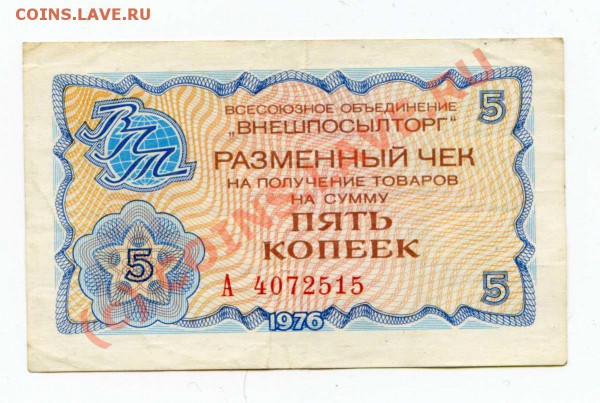 COINS.LAVE.RU
ВСЕСОЮЗНОЕ ОБЪЕДИНЕНИЕ
„ВНЕШПОСЫЛТОРГ“
5
ВПТ
РАЗМЕННЫЙ ЧЕК
НА ПОЛУЧЕНИЕ ТОВАРОВ
НА СУММУ
ПЯТЬ
КОПЕЕК
5
А 4072515
5
1976